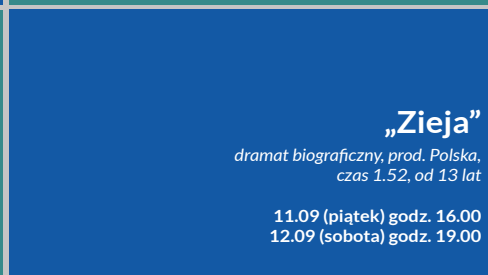 „Zieja”
dramat biograficzny, prod. Polska,
czas 1.52, od 13 lat
11.09 (piątek) godz. 16.00
12.09 (sobota) godz. 19.00